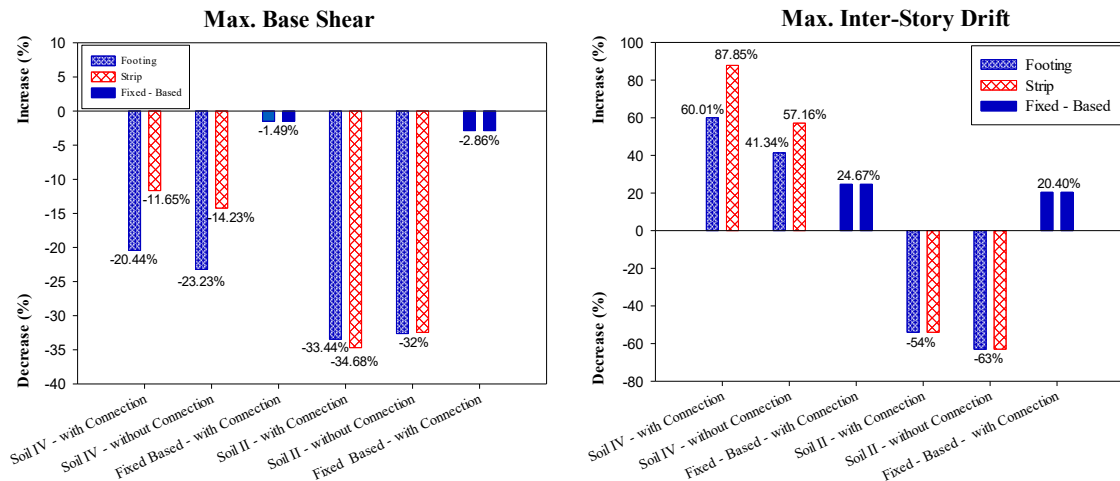 Max. Base Shear
Increase (%)
Decrease (%)
10
5
0
-5
-10
-15
-20
-25
-30
-35
-40
Footing
Strip
Fixed - Based
-20.44%
-11.65%
-23.23%
-14.23%
-1.49%
-33.44%
-34.68%
-32%
-2.86%
Soil IV - with Connection
Soil IV - without Connection
Fixed Based - with Connection
Soil II - with Connection
Soil II - without Connection
Fixed Based - with Connection
Max. Inter-Story Drift
Increase (%)
Decrease (%)
100
80
60
40
20
0
-20
-40
-60
-80
Footing
Strip
Fixed - Based
60.01%
87.85%
41.34%
57.16%
24.67%
-54%
-63%
20.40%
Soil IV - with Connection
Soil IV - without Connection
Fixed - Based - with Connection
Soil II - with Connection
Soil II - without Connection
Fixed - Based - with Connection